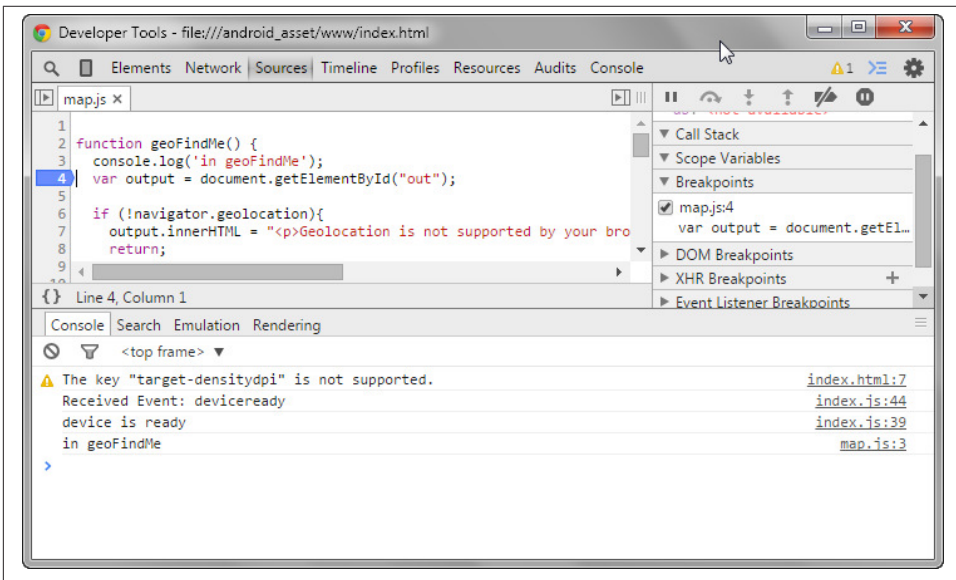 Developer Tools - file:///android_asset/www/index.html
Elements Network Sources Timeline Profiles Resources Audits Console
1
map.js ×
1
2 function geoFindMe() {
3 console.log('in geoFindMe');
4 var output = document.getElementById("out");
5
6 if (!navigator.geolocation){
7 output.innerHTML = "<p>Geolocation is not supported by your bro
8 return;
9
{} Line 4, Column 1
<not available>
Call Stack
Scope Variables
Breakpoints
map.js:4
var output = document.getEl…
DOM Breakpoints
XHR Breakpoints +
Event Listener Breakpoints
Console Search Emulation Rendering
<top frame> ▼
The key "target-densitydpi" is not supported. index.html:7
Received Event: deviceready index.js:44
device is ready index.js:39
in geoFindMe map.js:3
>